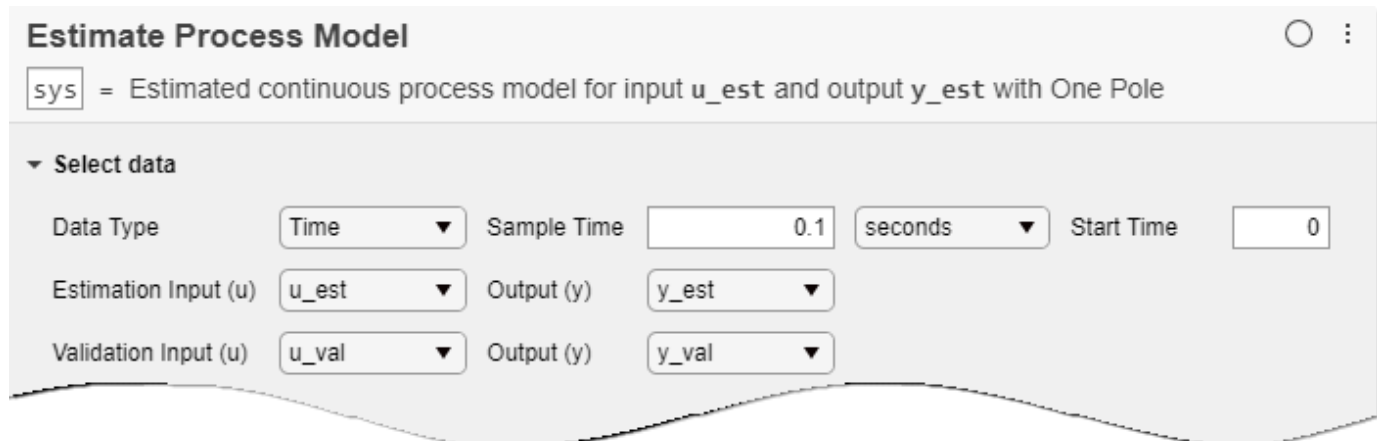 Estimate Process Model
sys = Estimated continuous process model for input u_est and output y_est with One Pole
Select data
Data Type Time Sample Time 0.1 seconds Start Time 0
Estimation Input (u) u_est Output (y) y_est
Validation Input (u) u_val Output (y) y_val